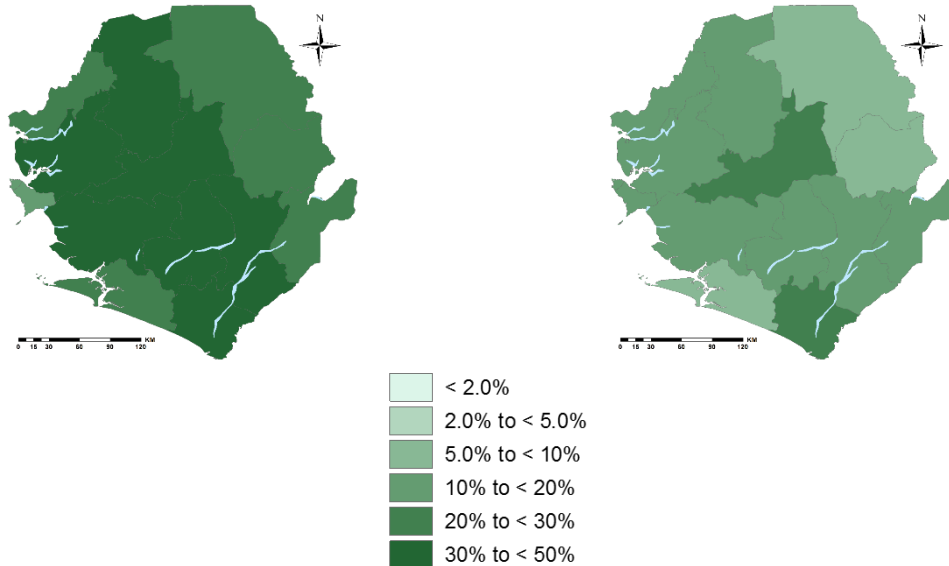 N
N
KM
0 15 30 60 90 120
KM
0 15 30 60 90 120
< 2.0%
2.0% to < 5.0%
5.0% to < 10%
10% to < 20%
20% to < 30%
30% to < 50%